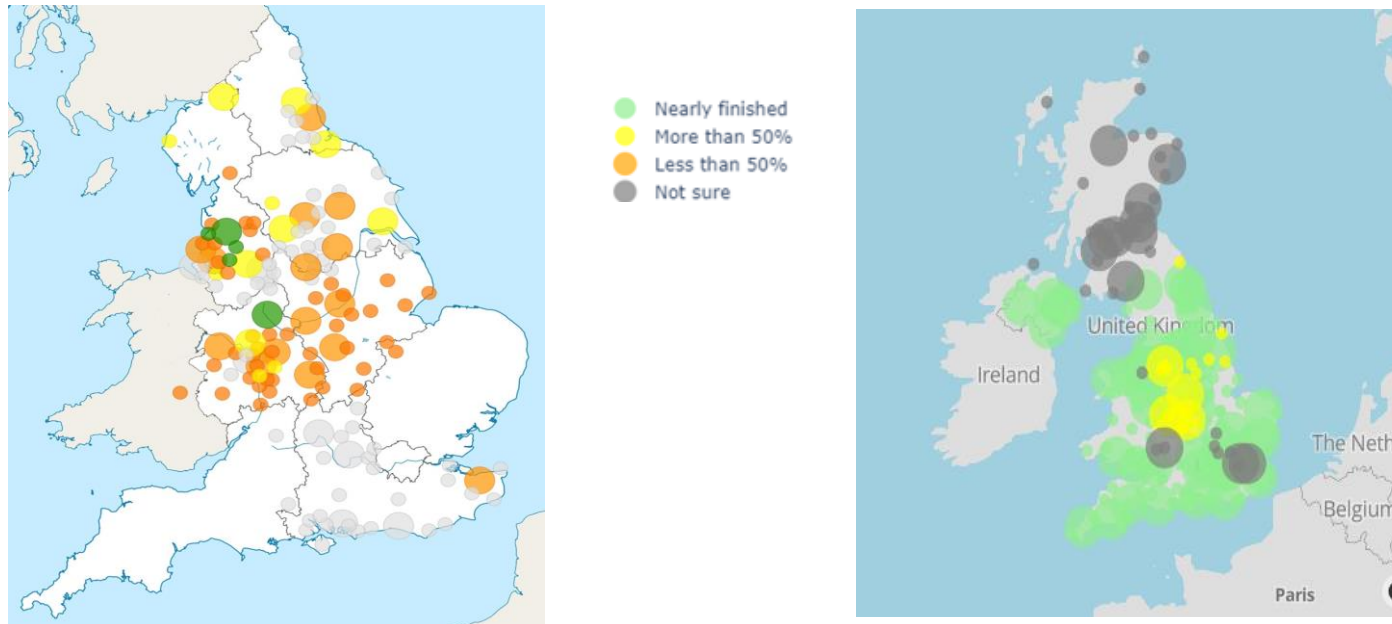 Nearly finished
More than 50%
Less than 50%
Not sure
United Kingdom
Ireland
The Neth
Belgium
Paris